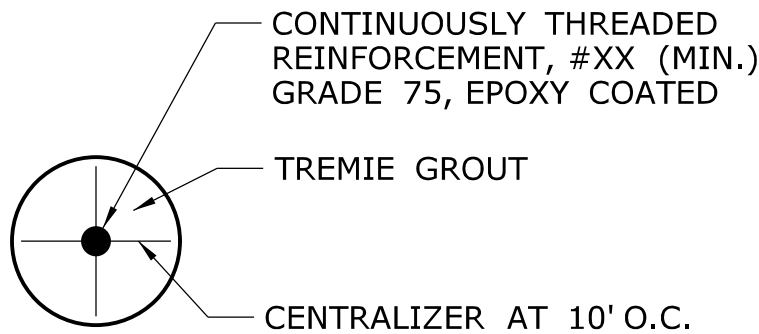 CONTINUOUSLY THREADED
REINFORCEMENT, #XX (MIN.)
GRADE 75, EPOXY COATED
TREMIE GROUT
CENTRALIZER AT 10' O.C.